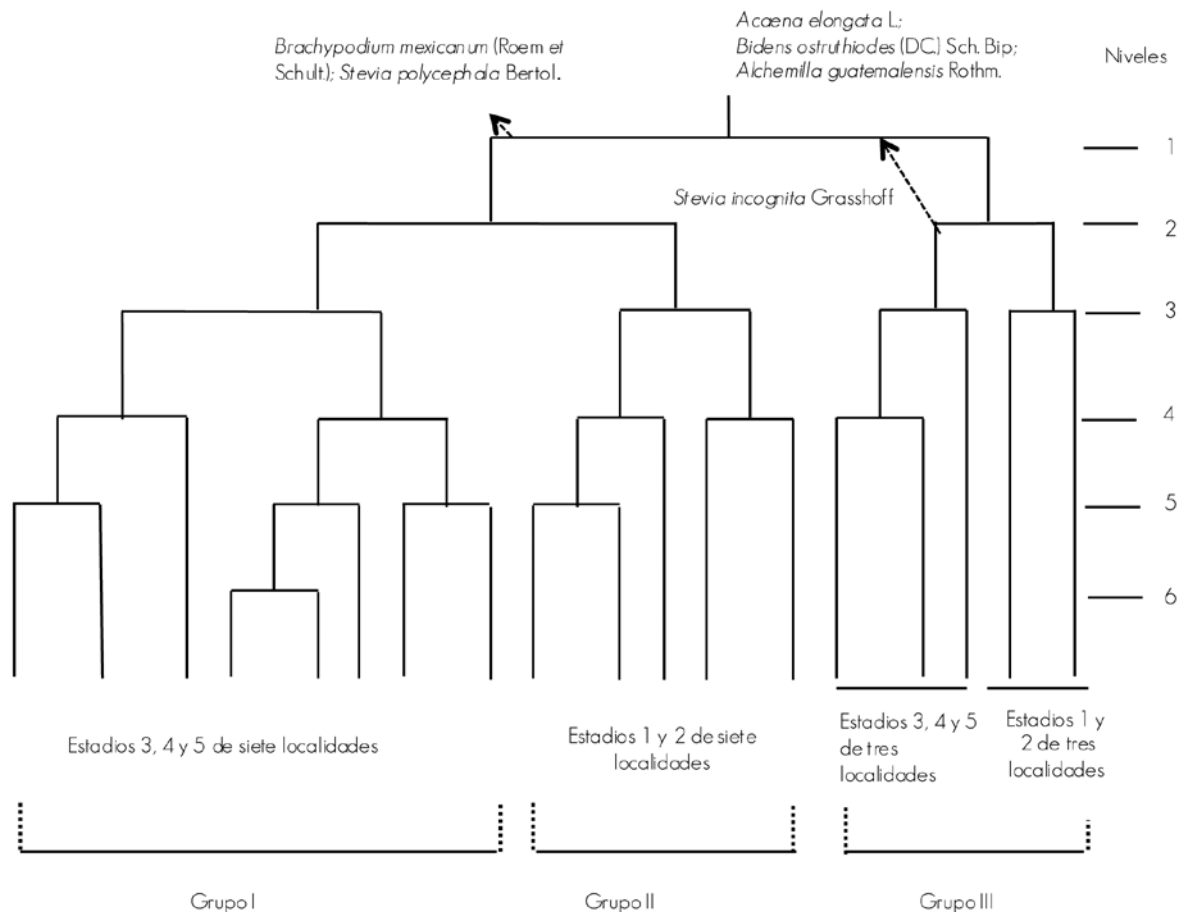 Brachypodium mexicanum (Roem et
Schult.); Stevia polycephala Bertol.
Acaena elongata L.;
Bidens ostruthiodes (DC.) Sch. Bip;
Alchemilla guatemalensis Rothm.
Niveles
1
Stevia incognita Grasshoff
2
3
4
5
6
Estadios 3, 4 y 5 de siete localidades
Estadios 1 y 2 de siete
localidades
Estadios 3, 4 y 5
de tres
localidades
Estadios 1 y
2 de tres
localidades
Grupo I
Grupo II
Grupo III